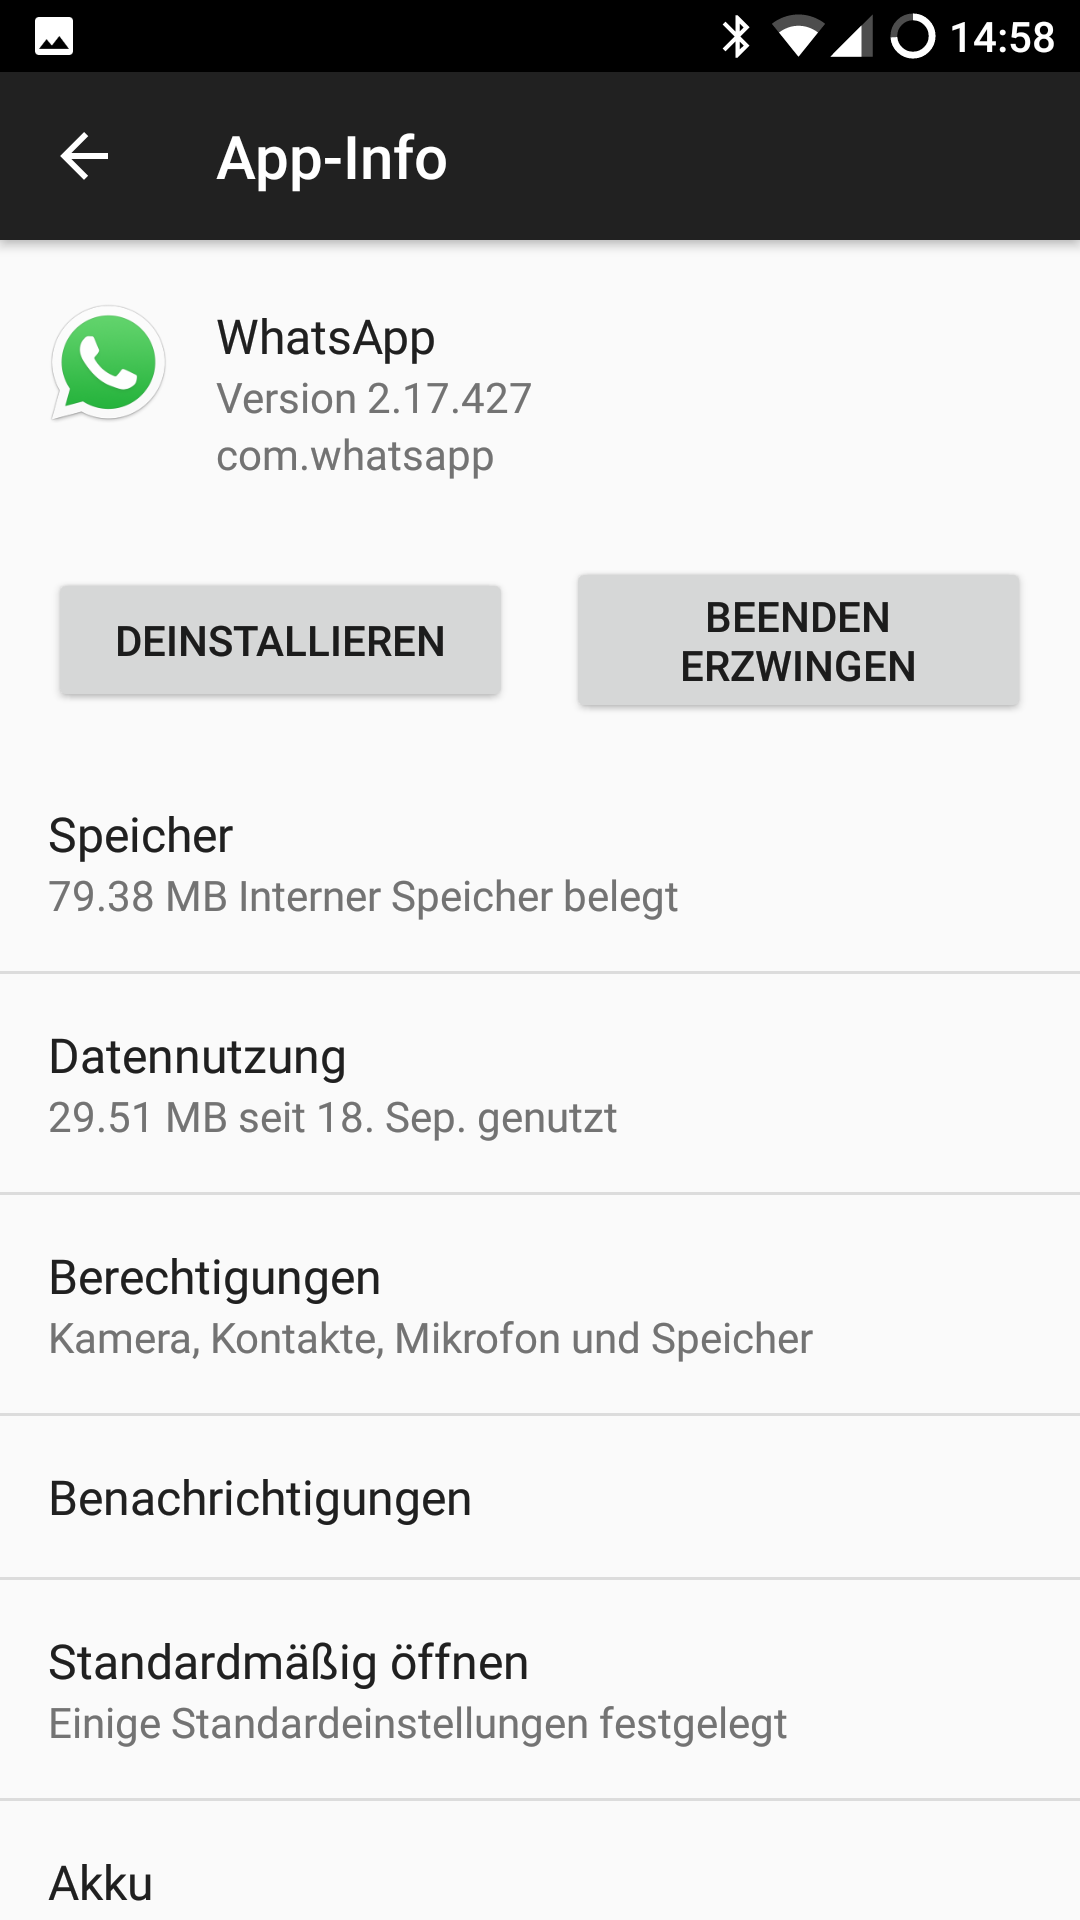 14:58
App-Info
WhatsApp
Version 2.17.427
com.whatsapp
DEINSTALLIEREN
BEENDEN
ERZWINGEN
Speicher
79.38 MB Interner Speicher belegt
Datennutzung
29.51 MB seit 18. Sep. genutzt
Berechtigungen
Kamera, Kontakte, Mikrofon und Speicher
Benachrichtigungen
Standardmäßig öffnen
Einige Standardeinstellungen festgelegt
Akku